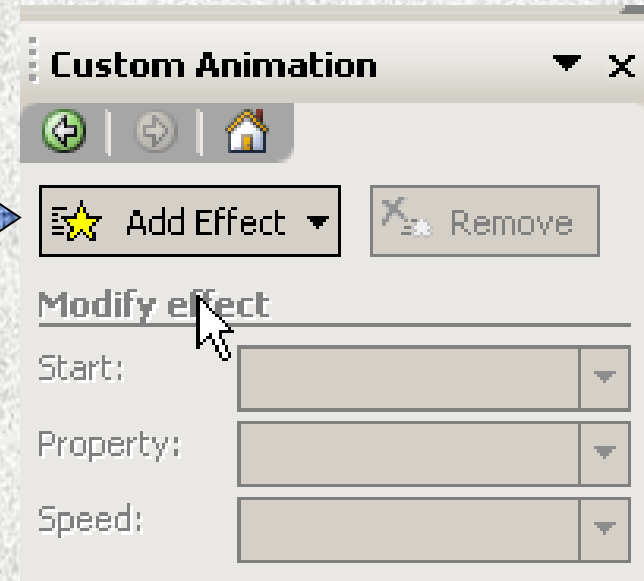 Custom Animation
Add Effect
Remove
Modify effect
Start:
Property:
Speed: